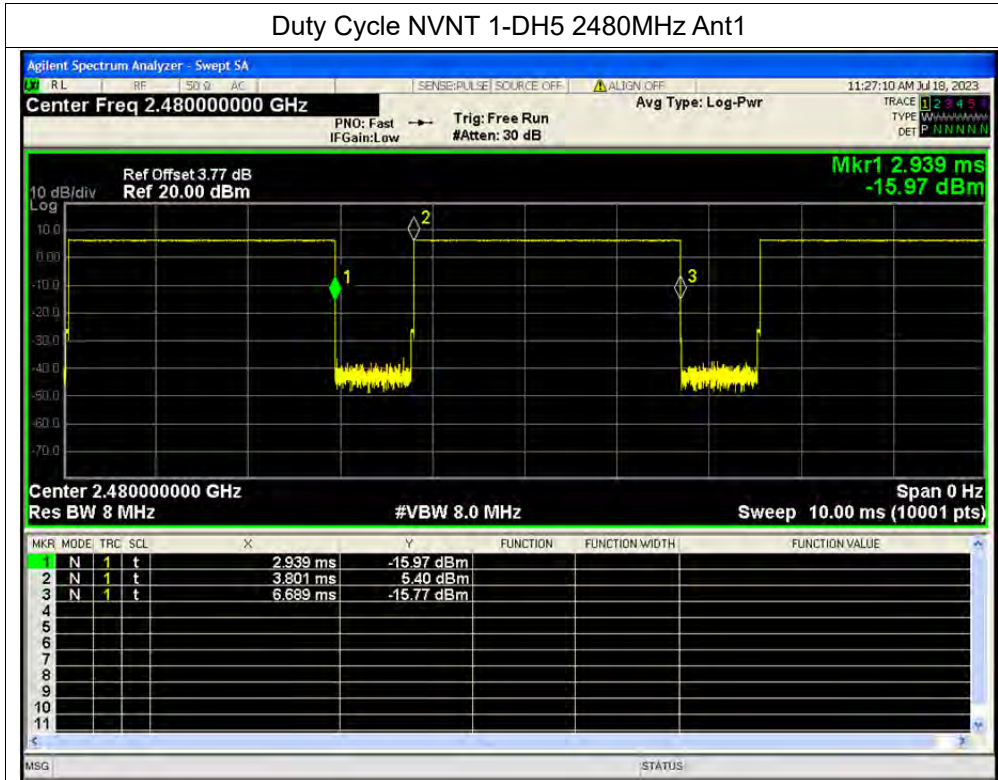 Duty Cycle NVNT 1-DH5 2480MHz Ant1
Agilent Spectrum Analyzer - Swept SA
RL RF 50 Ω AC SENSE:PULSE SOURCE OFF ALIGN OFF 11:27:10 AM Jul 18, 2023
Center Freq 2.480000000 GHz Avg Type: Log-Pwr TRACE 1 2 3 4 5 6
PNO: Fast Trig: Free Run TYPE
IFGain:Low #Atten: 30 dB DET P N N N N N
Mkr1 2.939 ms
Ref Offset 3.77 dB
10 dB/div Ref 20.00 dBm -15.97 dBm
Log
10.0
0.00
-10.0
-20.0
-30.0
-40.0
-50.0
-60.0
-70.0
1
2
3
Center 2.480000000 GHz Span 0 Hz
Res BW 8 MHz #VBW 8.0 MHz Sweep 10.00 ms (10001 pts)
MKR MODE TRC SCL X Y FUNCTION FUNCTION WIDTH FUNCTION VALUE
1 N 1 t 2.939 ms -15.97 dBm
2 N 1 t 3.801 ms 5.40 dBm
3 N 1 t 6.689 ms -15.77 dBm
4
5
6
7
8
9
10
11
MSG STATUS